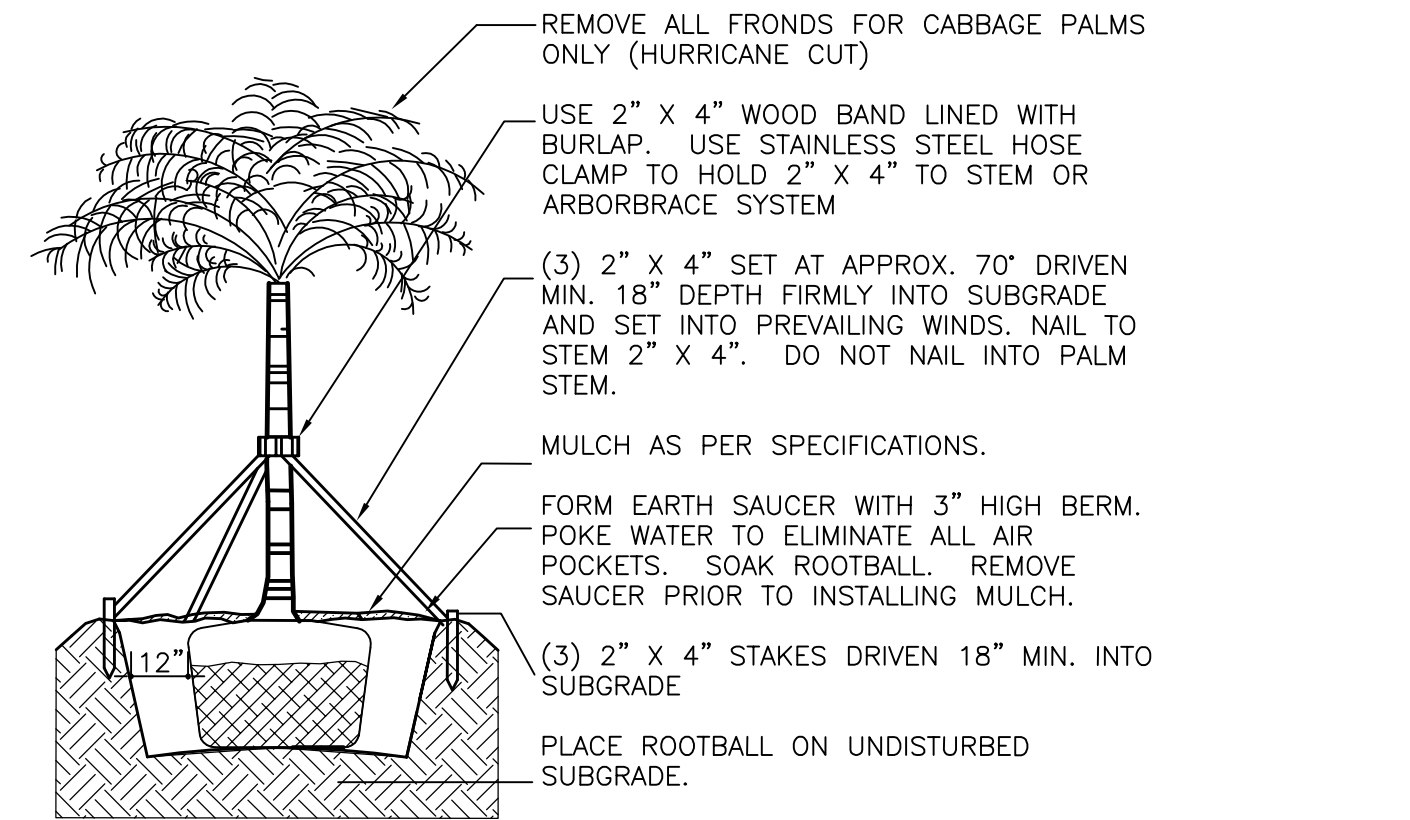 REMOVE ALL FRONDS FOR CABBAGE PALMS
ONLY (HURRICANE CUT)
USE 2” X 4” WOOD BAND LINED WITH
BURLAP. USE STAINLESS STEEL HOSE
CLAMP TO HOLD 2” X 4” TO STEM OR
ARBORBRACE SYSTEM
(3) 2” X 4” SET AT APPROX. 70° DRIVEN
MIN. 18” DEPTH FIRMLY INTO SUBGRADE
AND SET INTO PREVAILING WINDS. NAIL TO
STEM 2” X 4”. DO NOT NAIL INTO PALM
STEM.
MULCH AS PER SPECIFICATIONS.
FORM EARTH SAUCER WITH 3” HIGH BERM.
POKE WATER TO ELIMINATE ALL AIR
POCKETS. SOAK ROOTBALL. REMOVE
SAUCER PRIOR TO INSTALLING MULCH.
12”
(3) 2” X 4” STAKES DRIVEN 18” MIN. INTO
SUBGRADE
PLACE ROOTBALL ON UNDISTURBED
SUBGRADE.